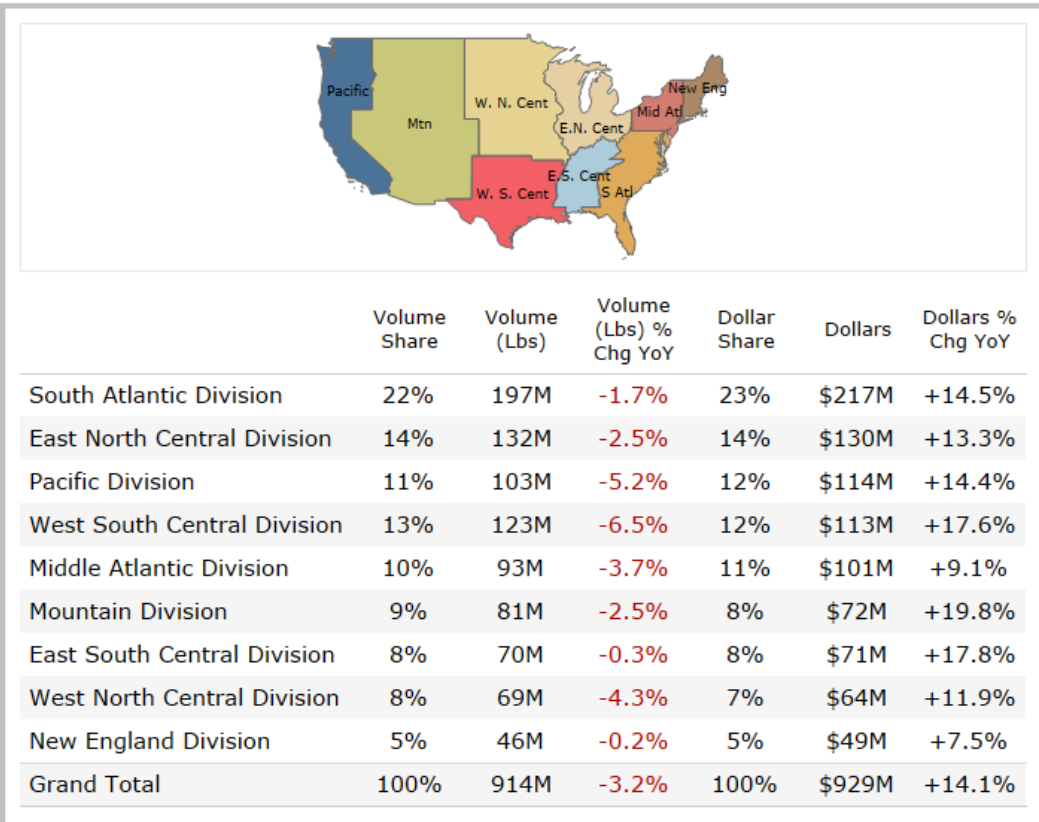 Pacific
Mtn
W. N. Cent
E.N. Cent
New Eng
Mid Atl
W. S. Cent
E.S. Cent
S Atl
Volume Share Volume (Lbs) Volume (Lbs) % Chg YoY Dollar Share Dollars Dollars % Chg YoY
South Atlantic Division 22% 197M -1.7% 23% $217M +14.5%
East North Central Division 14% 132M -2.5% 14% $130M +13.3%
Pacific Division 11% 103M -5.2% 12% $114M +14.4%
West South Central Division 13% 123M -6.5% 12% $113M +17.6%
Middle Atlantic Division 10% 93M -3.7% 11% $101M +9.1%
Mountain Division 9% 81M -2.5% 8% $72M +19.8%
East South Central Division 8% 70M -0.3% 8% $71M +17.8%
West North Central Division 8% 69M -4.3% 7% $64M +11.9%
New England Division 5% 46M -0.2% 5% $49M +7.5%
Grand Total 100% 914M -3.2% 100% $929M +14.1%